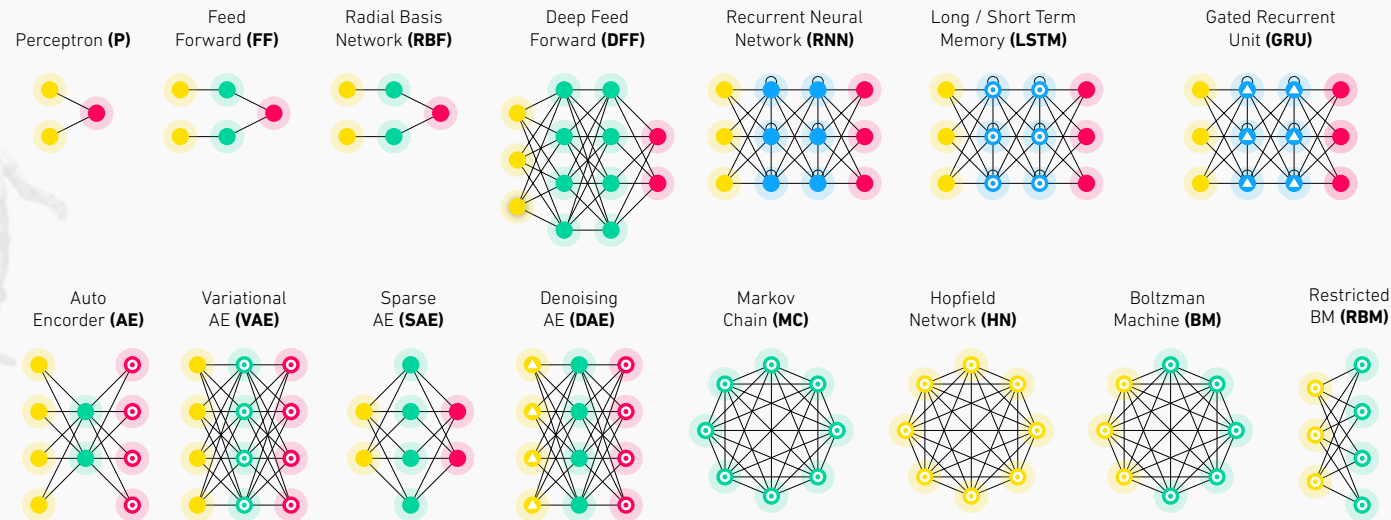 Perceptron (P)
Feed
Forward (FF)
Radial Basis
Network (RBF)
Deep Feed
Forward (DFF)
Recurrent Neural
Network (RNN)
Long / Short Term
Memory (LSTM)
Gated Recurrent
Unit (GRU)
Auto
Encorder (AE)
Variational
AE (VAE)
Sparse
AE (SAE)
Denoising
AE (DAE)
Markov
Chain (MC)
Hopfield
Network (HN)
Boltzman
Machine (BM)
Restricted
BM (RBM)